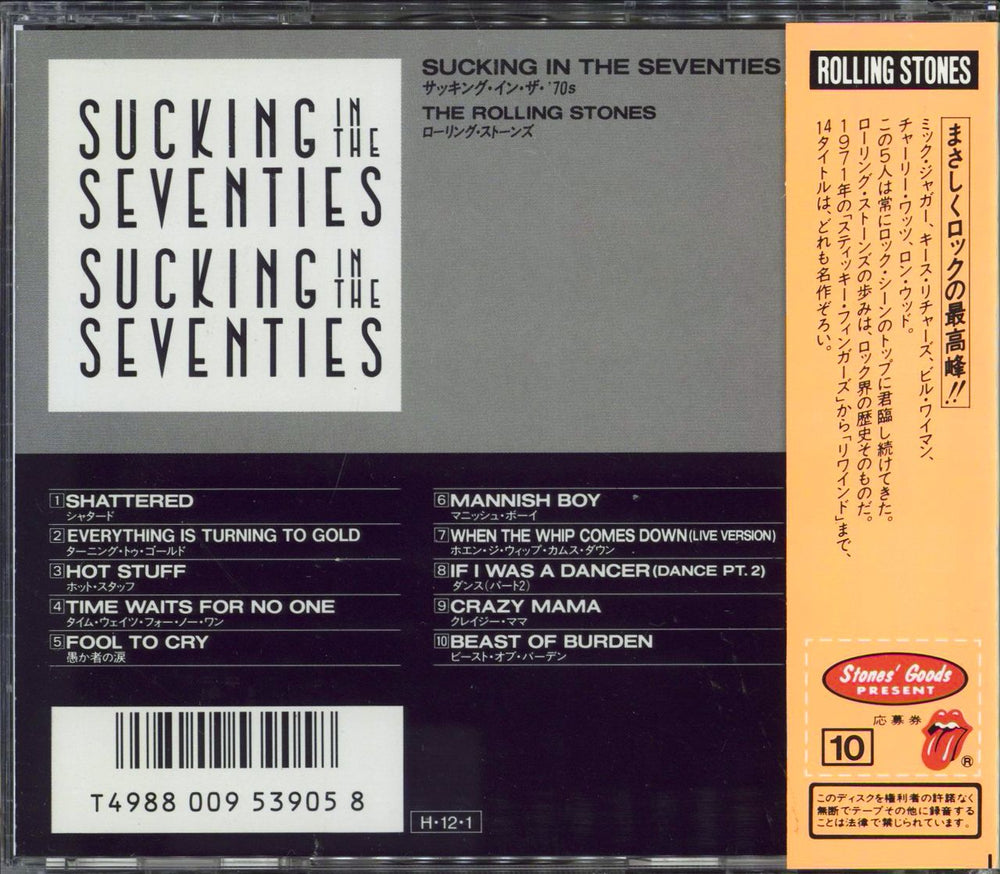 SUCKING IN
THE
SEVENTIES
SUCKING IN
THE
SEVENTIES
SUCKING IN THE SEVENTIES
サッキング・イン・ザ・'70s
THE ROLLING STONES
ローリング・ストーンズ
1 SHATTERED
シャタード
2 EVERYTHING IS TURNING TO GOLD
ターニング・トゥ・ゴールド
3 HOT STUFF
ホット・スタッフ
4 TIME WAITS FOR NO ONE
タイム・ウェイツ・フォー・ノー・ワン
5 FOOL TO CRY
愚か者の涙
6 MANNISH BOY
マニッシュ・ボーイ
7 WHEN THE WHIP COMES DOWN (LIVE VERSION)
ホエン・ジ・ウィップ・カムス・ダウン
8 IF I WAS A DANCER (DANCE PT. 2)
ダンス(パート2)
9 CRAZY MAMA
クレイジー・ママ
10 BEAST OF BURDEN
ビースト・オブ・バーデン
T4988 009 53905 8
H・12・1
ROLLING STONES
まさしくロックの最高峰!!
ミック・ジャガー、キース・リチャーズ、ビル・ワイマン、
チャーリー・ワッツ、ロン・ウッド。
この5人は常にロック・シーンのトップに君臨し続けてきた。
ローリング・ストーンズの歩みは、ロック界の歴史そのものだ。
1971年の「スティッキー・フィンガーズ」から「リワインド」まで、
14タイトルは、どれも名作ぞろい。
Stones' Goods
PRESENT
応募券
10
®
このディスクを権利者の許諾なく
無断でテープその他に録音する
ことは法律で禁じられています。